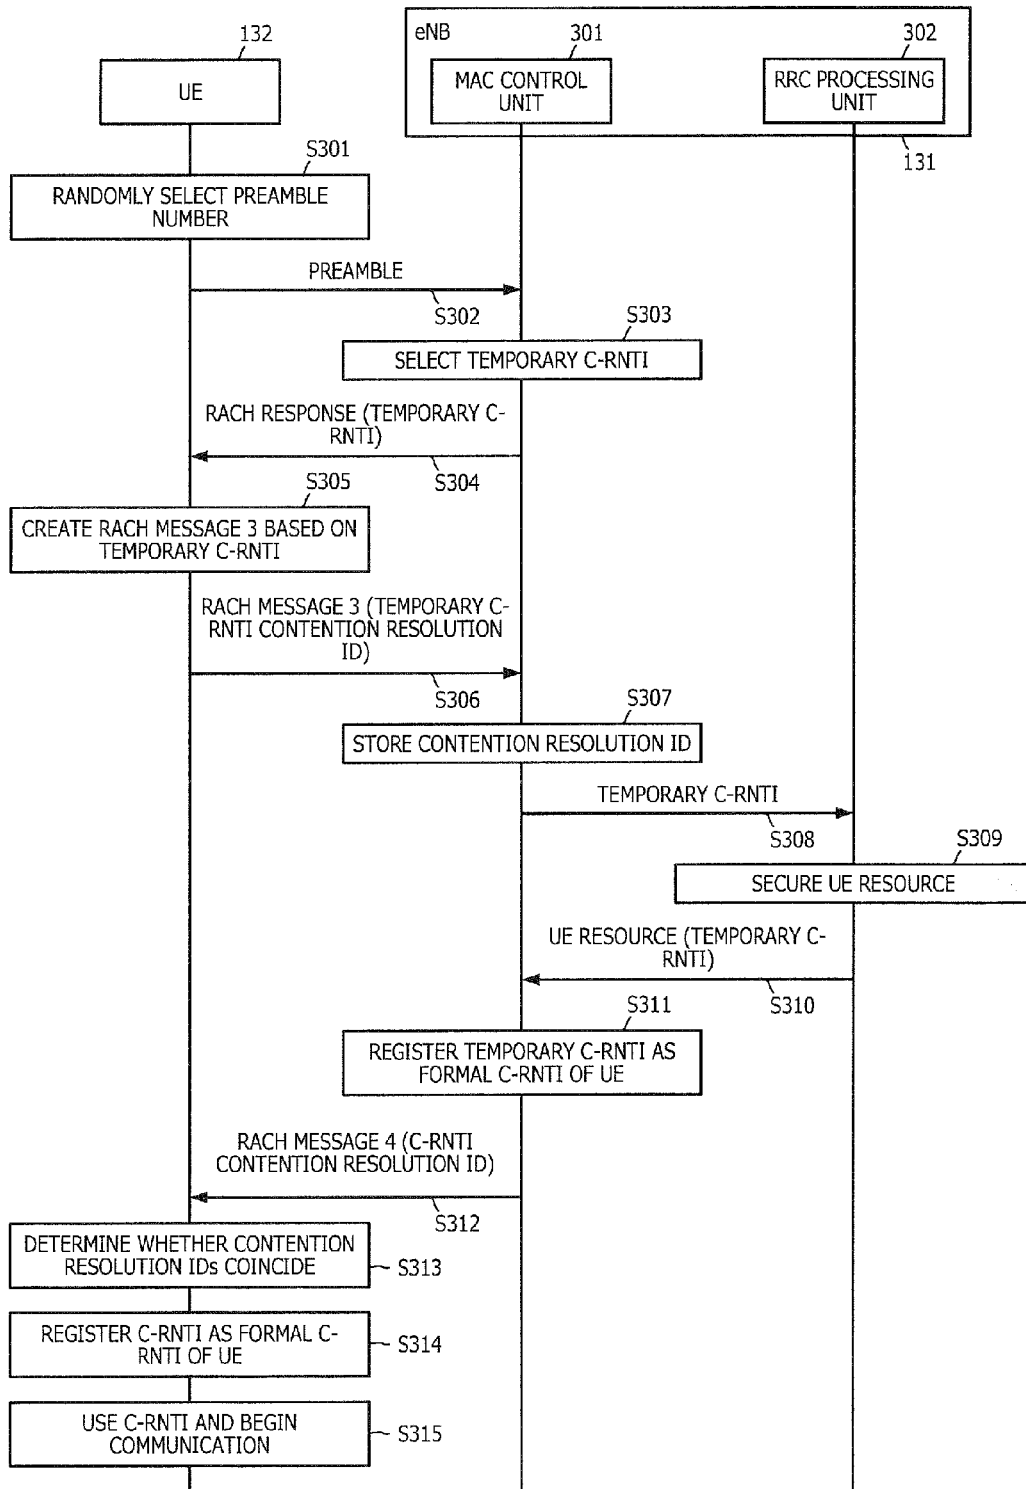 132
eNB
301
302
UE
MAC CONTROL
UNIT
RRC PROCESSING
UNIT
131
S301
RANDOMLY SELECT PREAMBLE
NUMBER
PREAMBLE
S302
S303
SELECT TEMPORARY C-RNTI
RACH RESPONSE (TEMPORARY C-
RNTI)
S304
S305
CREATE RACH MESSAGE 3 BASED ON
TEMPORARY C-RNTI
RACH MESSAGE 3 (TEMPORARY C-
RNTI CONTENTION RESOLUTION
ID)
S306
S307
STORE CONTENTION RESOLUTION ID
TEMPORARY C-RNTI
S308
S309
SECURE UE RESOURCE
UE RESOURCE (TEMPORARY C-
RNTI)
S310
S311
REGISTER TEMPORARY C-RNTI AS
FORMAL C-RNTI OF UE
RACH MESSAGE 4 (C-RNTI
CONTENTION RESOLUTION ID)
S312
DETERMINE WHETHER CONTENTION
RESOLUTION IDs COINCIDE
S313
REGISTER C-RNTI AS FORMAL C-
RNTI OF UE
S314
USE C-RNTI AND BEGIN
COMMUNICATION
S315